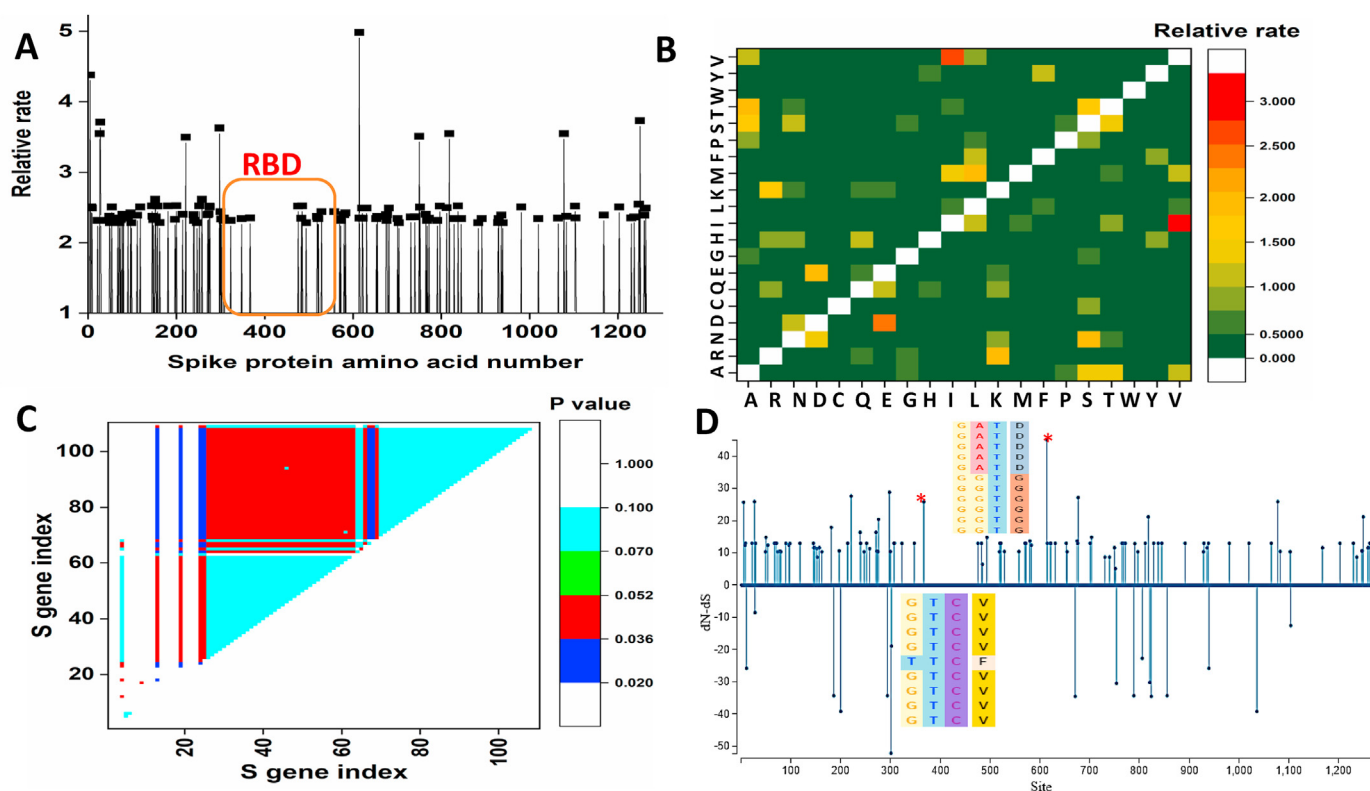 A
Relative rate
5
4
3
2
1
RBD
0
200
400
600
800
1000
1200
Spike protein amino acid number
B
Relative rate
V
Y
W
T
S
P
F
M
K
L
I
H
G
E
Q
C
D
N
R
A
A R N D C Q E G H I L K M F P S T W Y V
3.000
2.500
2.000
1.500
1.000
0.5000
0.000
C
P value
S gene index
100
80
60
40
20
20
40
60
80
100
S gene index
1.000
0.100
0.070
0.052
0.036
0.020
D
dN-dS
40
30
20
10
0
-10
-20
-30
-40
-50
*
*
G A T D
G A T D
G A T D
G A T D
G A T D
G G T G
G G T G
G G T G
G G T G
G G T G
G G T G
G T C V
G T C V
G T C V
G T C V
T T C F
G T C V
G T C V
G T C V
G T C V
100
200
300
400
500
600
700
800
900
1,000
1,100
1,200
Site